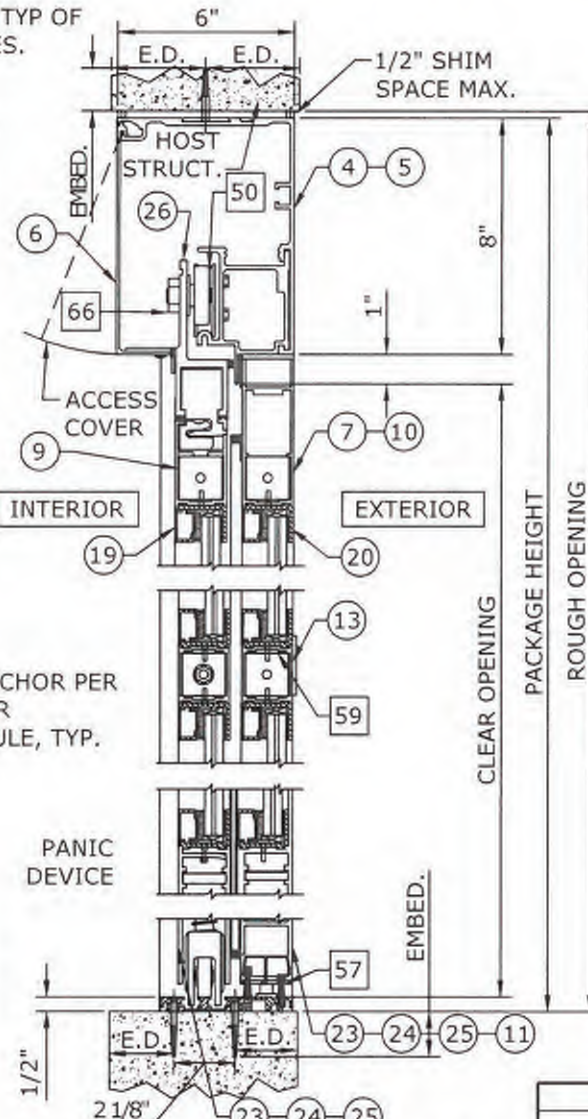 TYP OF
ES.
6"
E.D. E.D.
1/2" SHIM
SPACE MAX.
HOST
STRUCT.
EMBED.
50
4 5
26
6
8"
66
1"
ACCESS
COVER
9
7 10
INTERIOR
EXTERIOR
19
20
13
CHOR PER
R
ULE, TYP.
59
CLEAR OPENING
PACKAGE HEIGHT
ROUGH OPENING
PANIC
DEVICE
EMBED.
57
E.D. E.D.
23 24 25 11
1/2"
2 1/8"
23 24 25